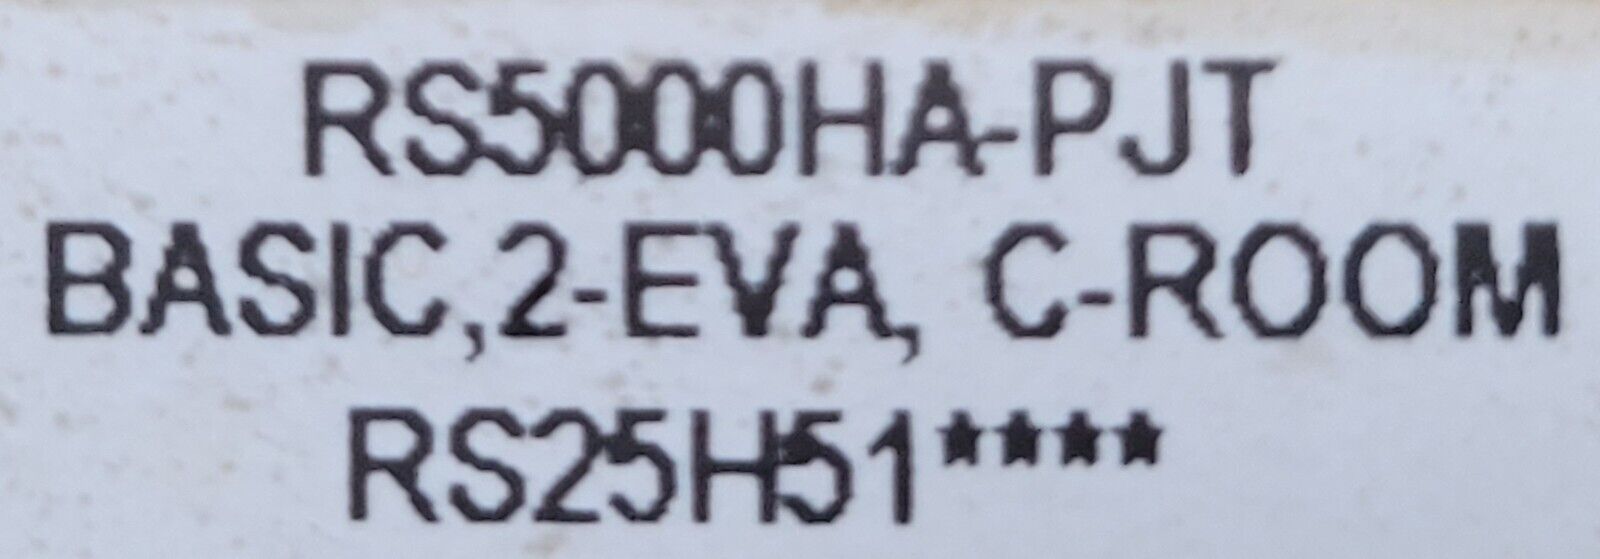 RS5000HA-PJT
BASIC,2-EVA, C-ROOM
RS25H51****